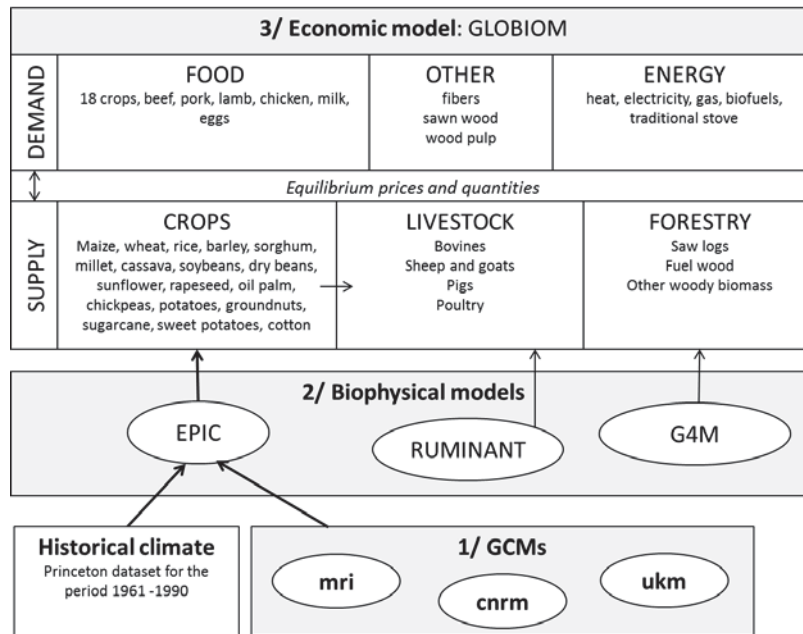 3/ Economic model: GLOBIOM
DEMAND
FOOD
18 crops, beef, pork, lamb, chicken, milk,
eggs
OTHER
fibers
sawn wood
wood pulp
ENERGY
heat, electricity, gas, biofuels,
traditional stove
Equilibrium prices and quantities
SUPPLY
CROPS
Maize, wheat, rice, barley, sorghum,
millet, cassava, soybeans, dry beans,
sunflower, rapeseed, oil palm,
chickpeas, potatoes, groundnuts,
sugarcane, sweet potatoes, cotton
LIVESTOCK
Bovines
Sheep and goats
Pigs
Poultry
FORESTRY
Saw logs
Fuel wood
Other woody biomass
2/ Biophysical models
EPIC
RUMINANT
G4M
Historical climate
Princeton dataset for the
period 1961 -1990
1/ GCMs
mri
cnrm
ukm